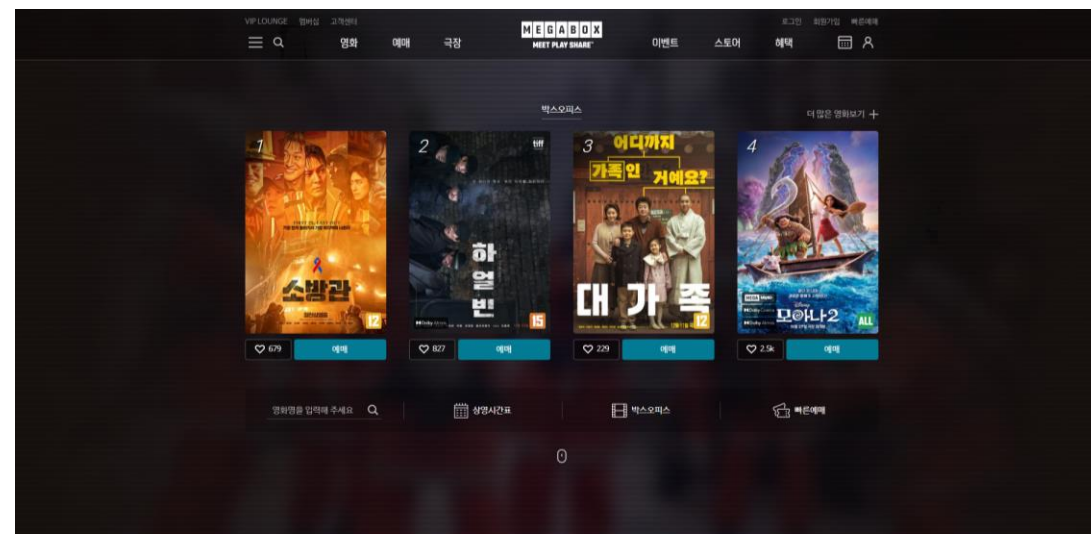 VIP LOUNGE 멤버십 고객센터
로그인 회원가입 빠른예매
영화 예매 극장
MEGABOX
MEET PLAY SHARE
이벤트 스토어 혜택
박스오피스
더 많은 영화보기
1
소방관
12
2
tiff
하얼빈
15
3
어디까지
가족인 거예요?
대가족
12
4
Disney
모아나2
ALL
679 예매
827 예매
229 예매
2.5k 예매
영화명을 입력해 주세요
상영시간표
박스오피스
빠른예매